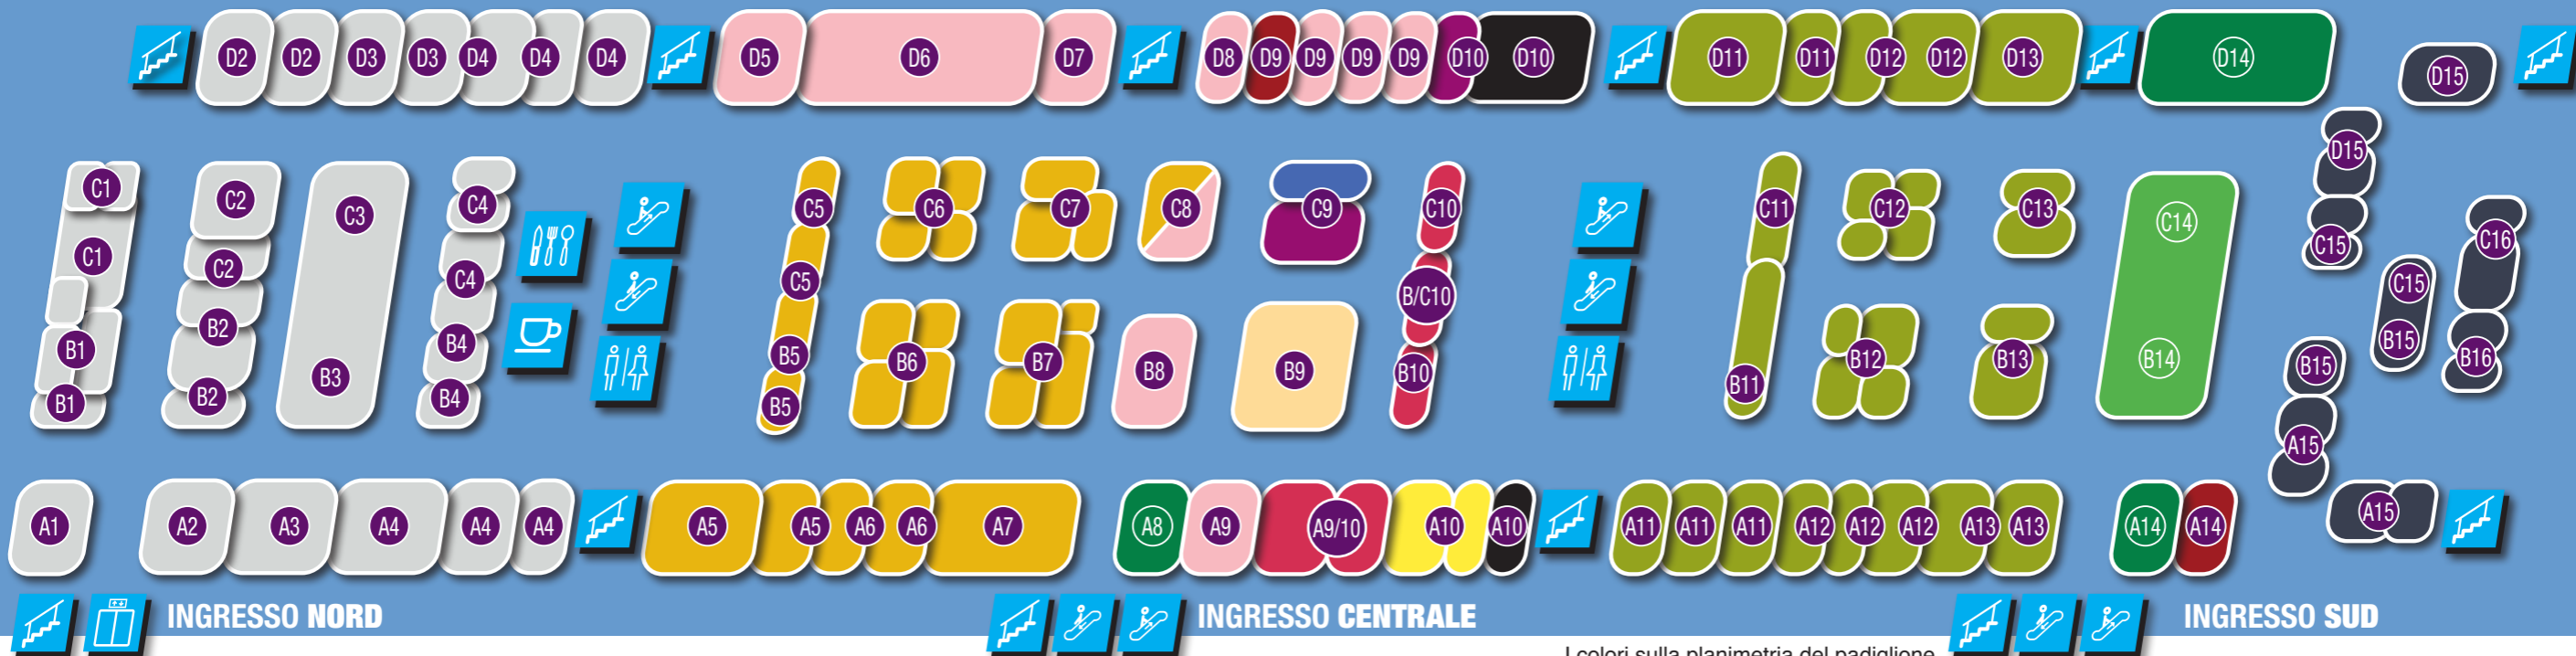 D2 D2 D3 D3 D4 D4 D4 D5 D6 D7 D8 D9 D9 D9 D9 D10 D10 D11 D11 D12 D12 D13 D14 D15
D15
C1 C2 C3 C4 C5 C6 C7 C8 C9 C10 C11 C12 C13 C14 C15 C16
C1 C2 C4 C5 B/C10 C15
B1 B2 B3 B4 B5 B6 B7 B8 B9 B10 B11 B12 B13 B14 B15 B15 B16
B1 B2 B4 B5 A15
A1 A2 A3 A4 A4 A4 A5 A5 A6 A6 A7 A8 A9 A9/10 A10 A10 A11 A11 A11 A12 A12 A12 A13 A13 A14 A14 A15
INGRESSO NORD
INGRESSO CENTRALE
INGRESSO SUD
I colori sulla planimetria del padiglione